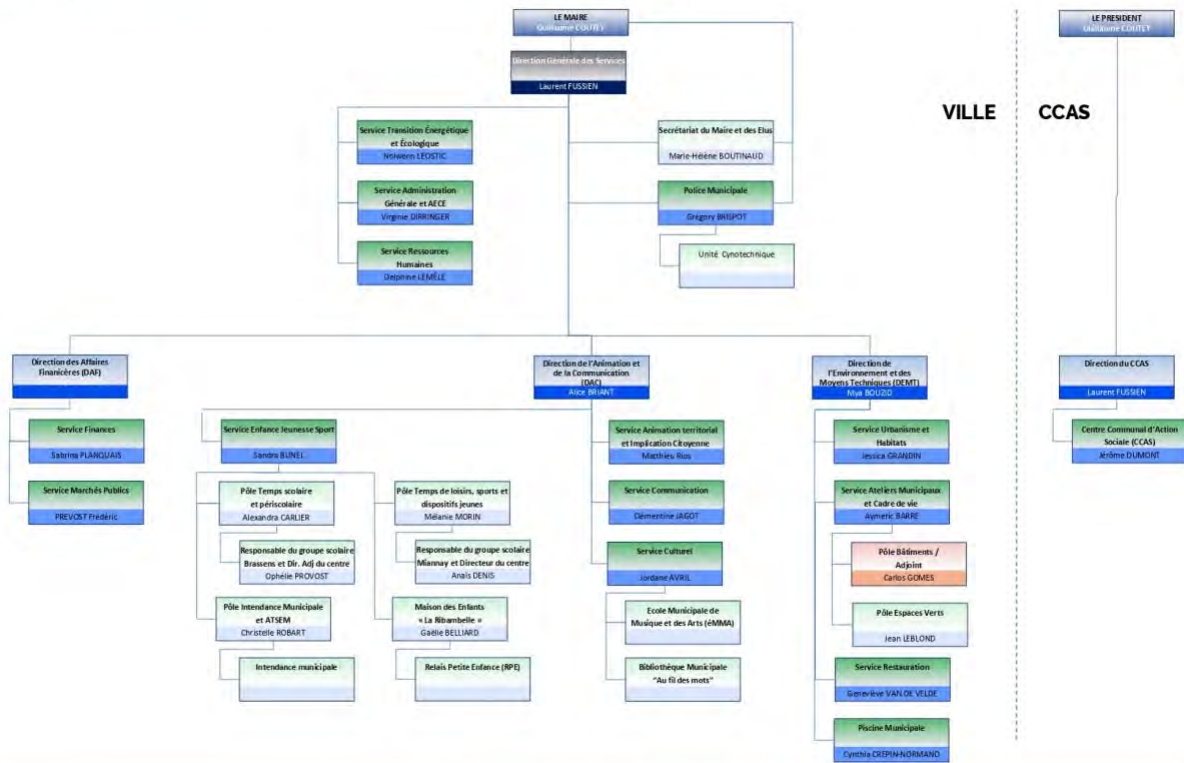 LE MAIRE
Guillaume COUTEY
Direction Générale des Services
Laurent FUSSIEN
Service Transition Énergétique
et Écologique
Nolwenn LEOSTIC
Service Administration
Générale et AECE
Virginie DIRRINGER
Service Ressources
Humaines
Delphine LEMÊLE
Secrétariat du Maire et des Elus
Marie-Hélène BOUTINAUD
Police Municipale
Grégory BRISPOT
Unité Cynotechnique
VILLE
CCAS
LE PRESIDENT
Guillaume COUTEY
Direction des Affaires
Financères (DAF)
Service Finances
Sabrina PLANQUAIS
Service Marchés Publics
PREVOST Frédéric
Direction de l'Animation et
de la Communication
(DAC)
Alice BRIANT
Service Enfance Jeunesse Sport
Sandra BUNEL
Pôle Temps scolaire
et périscolaire
Alexandra CARLIER
Responsable du groupe scolaire
Brassens et Dir. Adj du centre
Ophélie PROVOST
Pôle Intendance Municipale
et ATSEM
Christelle ROBART
Intendance municipale
Pôle Temps de loisirs, sports et
dispositifs jeunes
Mélanie MORIN
Responsable du groupe scolaire
Miannay et Directeur du centre
Anaïs DENIS
Maison des Enfants
« La Ribambelle »
Gaëlle BELLIARD
Relais Petite Enfance (RPE)
Service Animation territorial
et Implication Citoyenne
Matthieu Rios
Service Communication
Clémentine JAGOT
Service Culturel
Jordane AVRIL
Ecole Municipale de
Musique et des Arts (éMMA)
Bibliothèque Municipale
"Au fil des mots"
Direction de
l'Environnement et des
Moyens Techniques (DEMT)
Mya BOUZID
Service Urbanisme et
Habitats
Jessica GRANDIN
Service Ateliers Municipaux
et Cadre de vie
Aymeric BARRE
Pôle Bâtiments /
Adjoint
Carlos GOMES
Pôle Espaces Verts
Jean LEBLOND
Service Restauration
Geneviève VAN DE VELDE
Piscine Municipale
Cynthia CREPIN-NORMAND
Direction du CCAS
Laurent FUSSIEN
Centre Communal d'Action
Sociale (CCAS)
Jérôme DUMONT